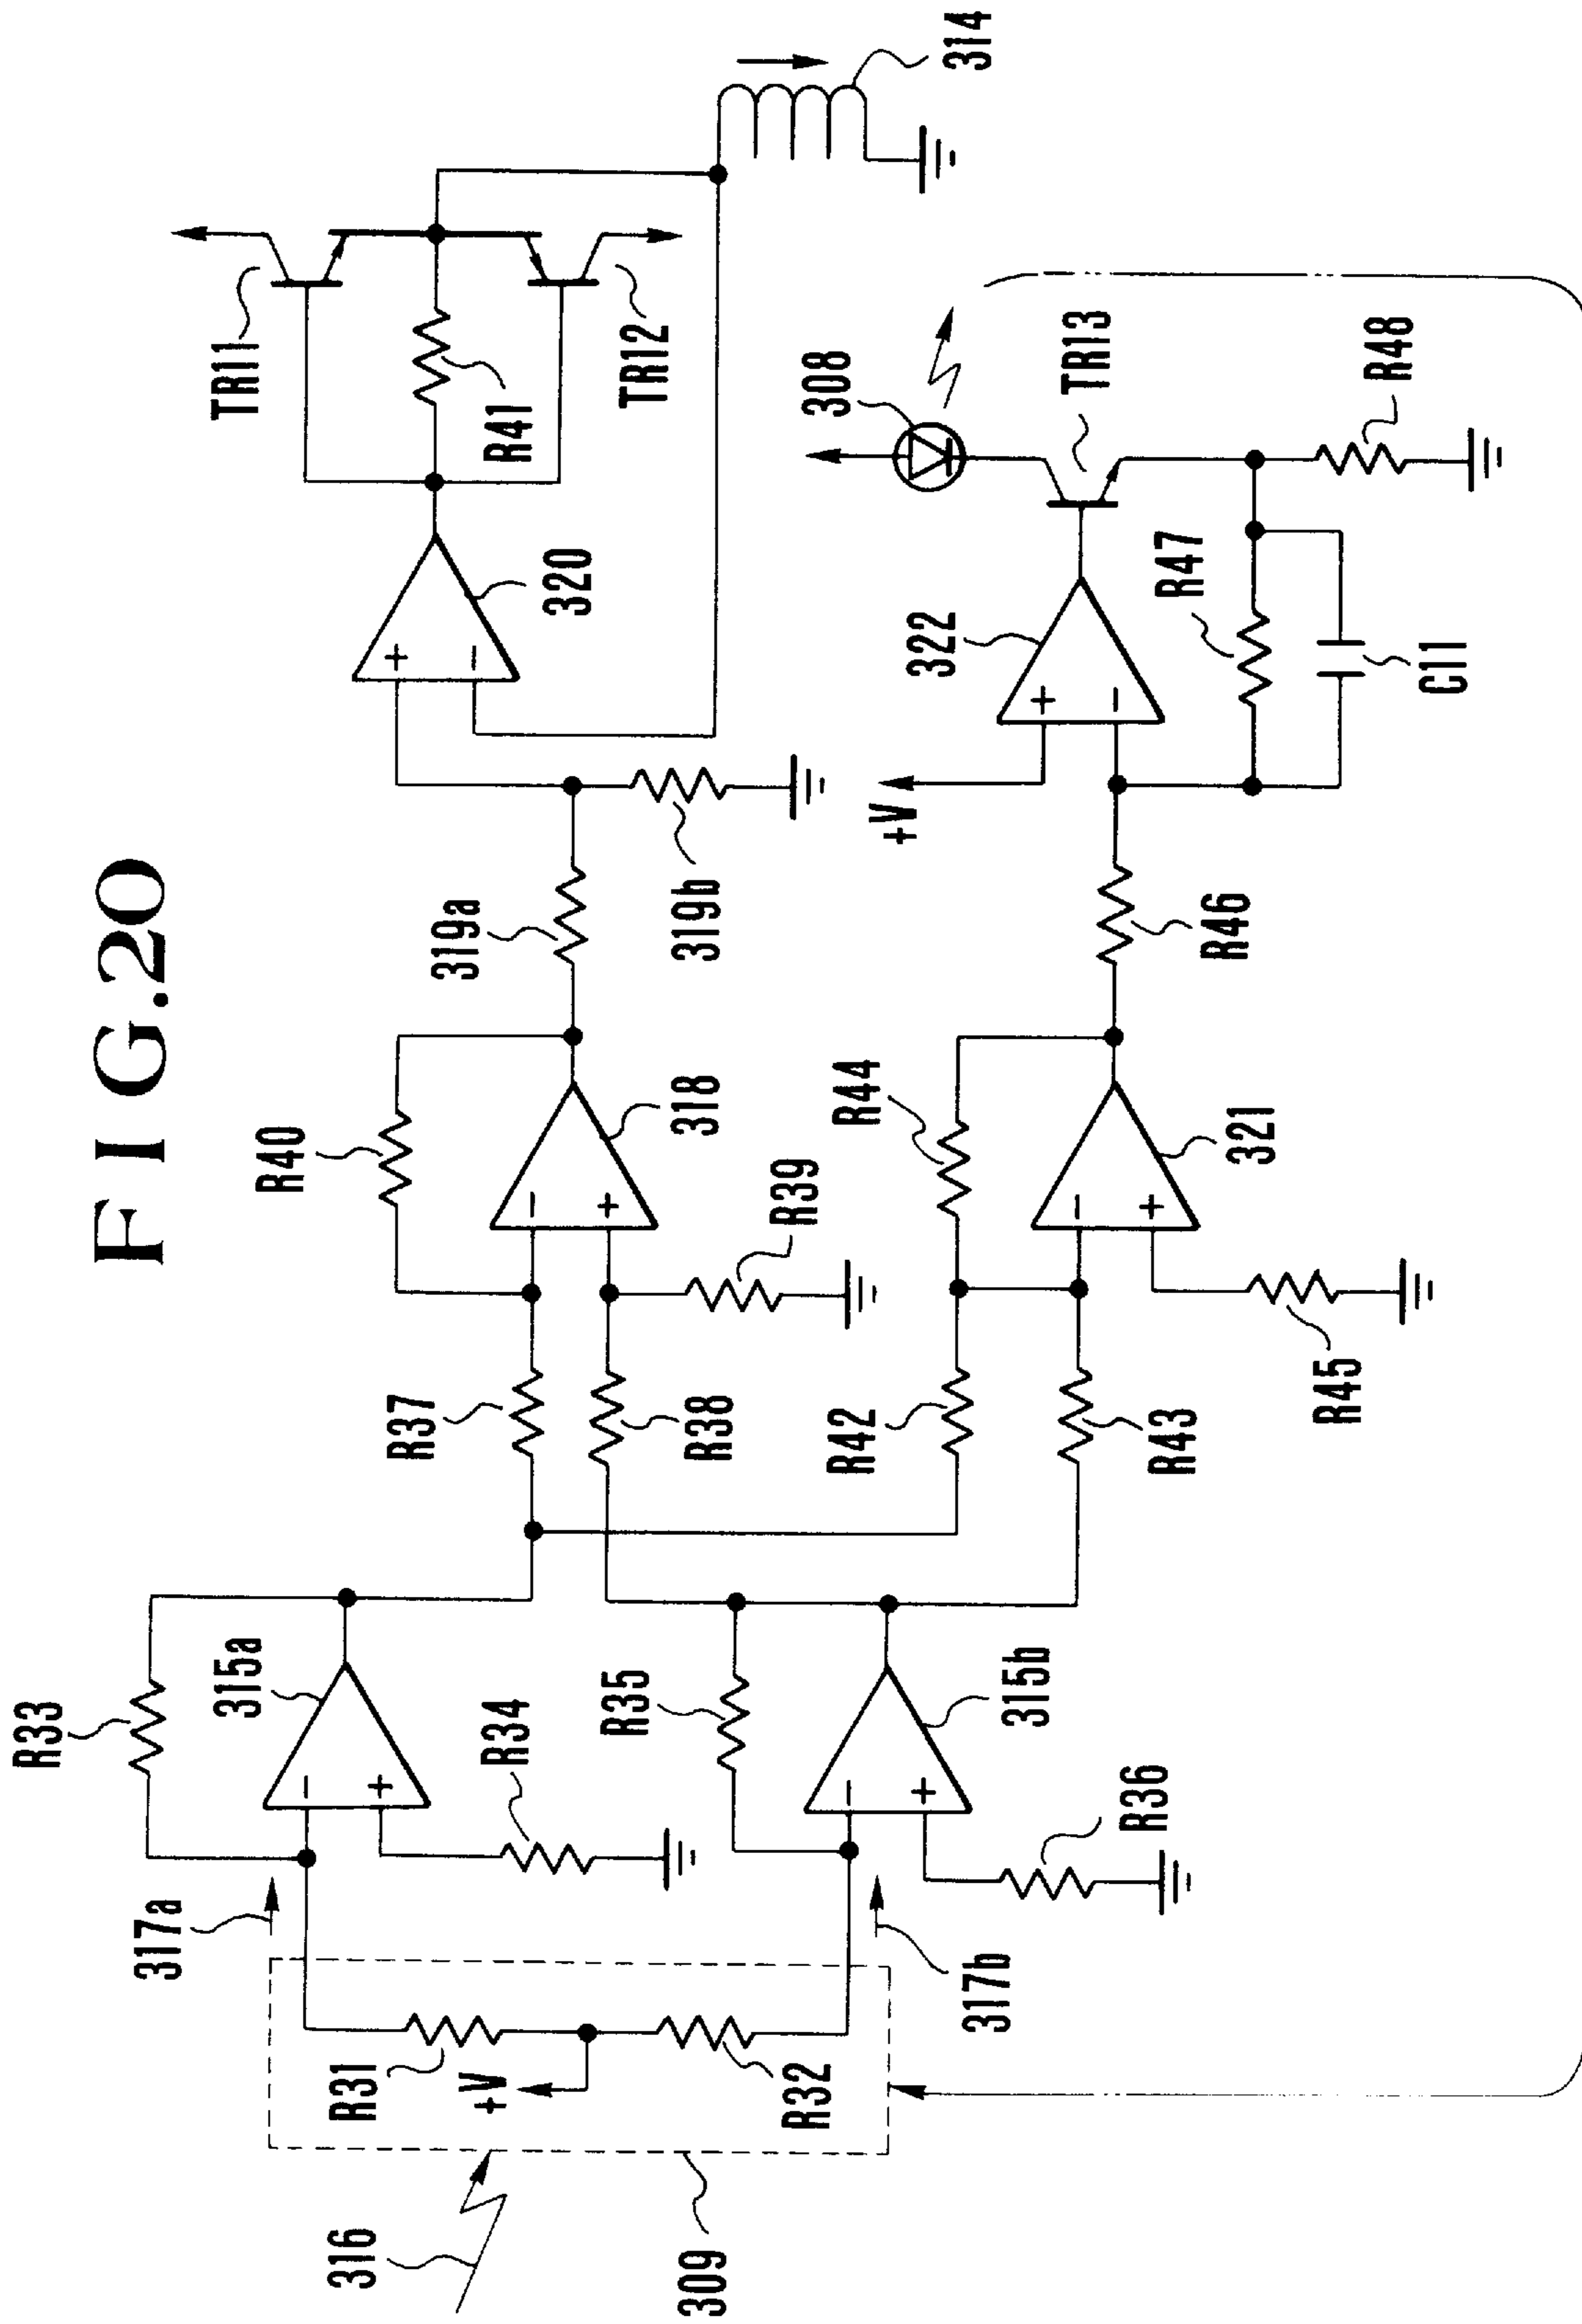 F I G.20
R33
315a
317a
R34
R31
+V
R32
316
309
R35
315b
317b
R36
R37
R38
R40
318
R39
R42
R43
R44
321
R45
319a
319b
R46
320
TR11
R41
TR12
314
+V
322
308
TR13
R47
C11
R48
+
−
+
−
−
+
−
+
−
+
−
+